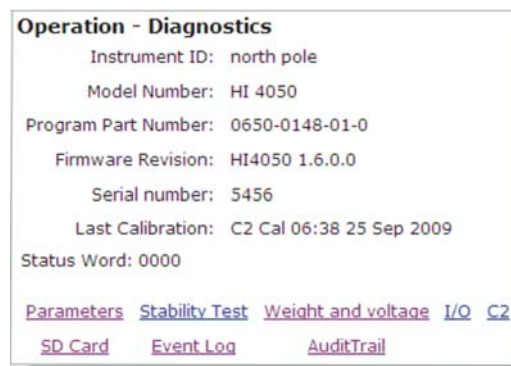 Operation - Diagnostics
Instrument ID: north pole
Model Number: HI 4050
Program Part Number: 0650-0148-01-0
Firmware Revision: HI4050 1.6.0.0
Serial number: 5456
Last Calibration: C2 Cal 06:38 25 Sep 2009
Status Word: 0000
Parameters Stability Test Weight and voltage I/O C2
SD Card Event Log AuditTrail